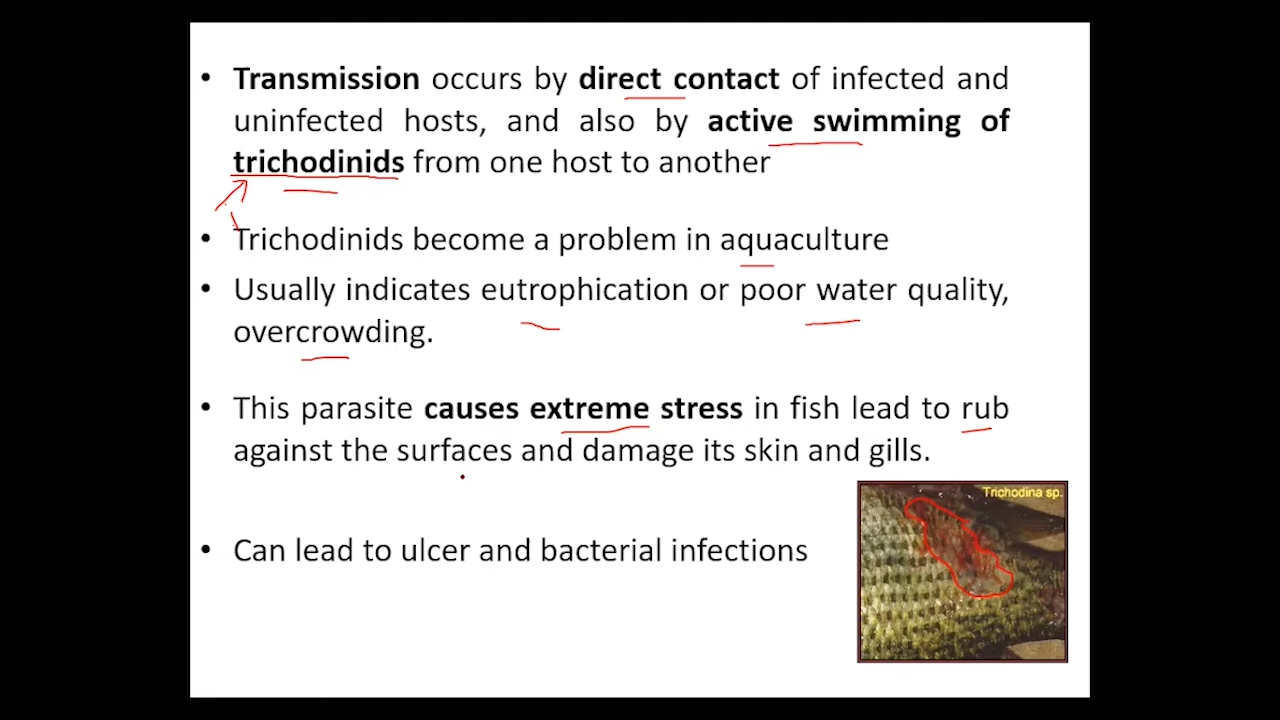 • Transmission occurs by direct contact of infected and
uninfected hosts, and also by active swimming of
trichodinids from one host to another
• Trichodinids become a problem in aquaculture
• Usually indicates eutrophication or poor water quality,
overcrowding.
• This parasite causes extreme stress in fish lead to rub
against the surfaces and damage its skin and gills.
Trichodina sp.
• Can lead to ulcer and bacterial infections